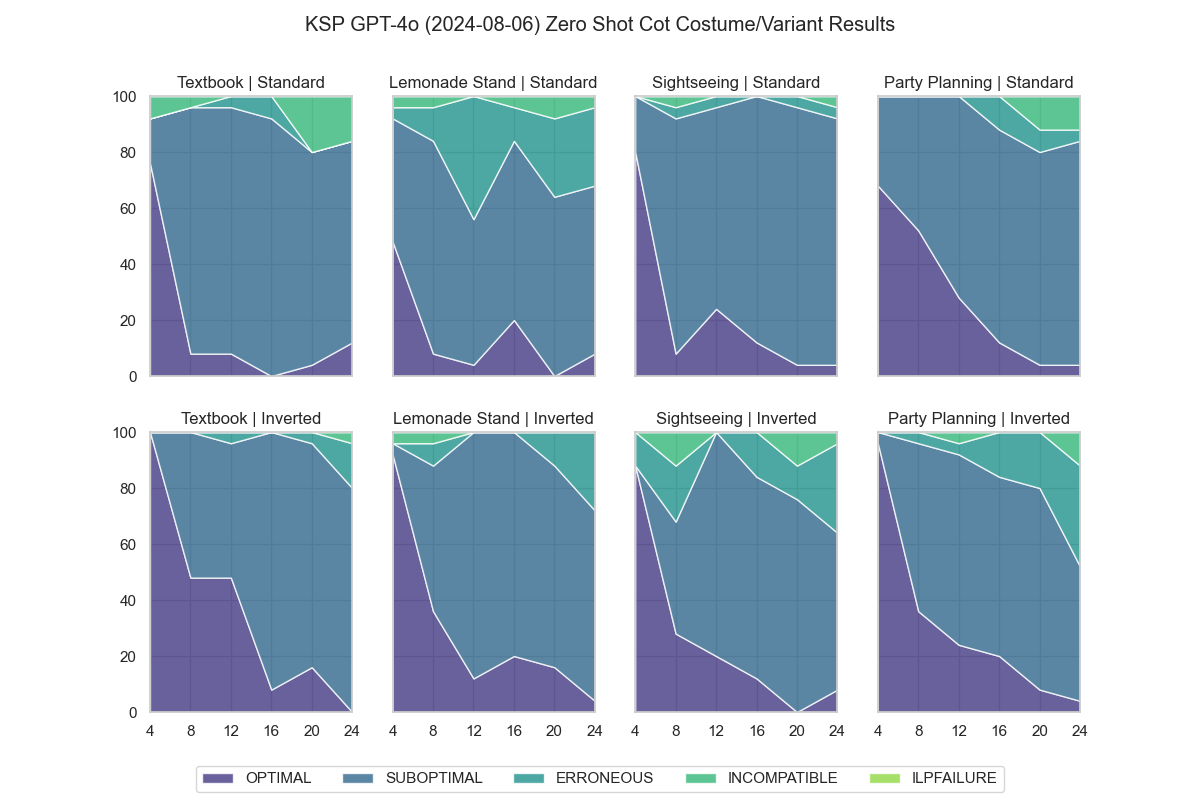 KSP GPT-4o (2024-08-06) Zero Shot Cot Costume/Variant Results
Textbook | Standard
Lemonade Stand | Standard
Sightseeing | Standard
Party Planning | Standard
100
80
60
40
20
0
Textbook | Inverted
Lemonade Stand | Inverted
Sightseeing | Inverted
Party Planning | Inverted
100
80
60
40
20
0
4 8 12 16 20 24
4 8 12 16 20 24
4 8 12 16 20 24
4 8 12 16 20 24
OPTIMAL SUBOPTIMAL ERRONEOUS INCOMPATIBLE ILPFAILURE